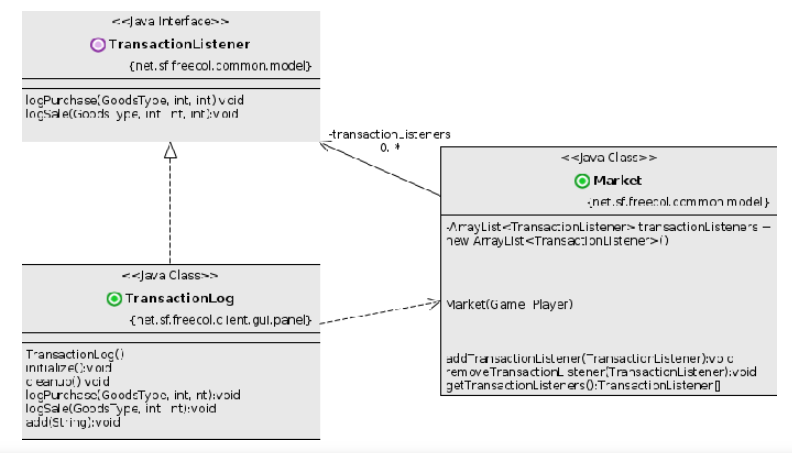 <<Java Interface>>
TransactionListener
{net.sf.freecol.common.model}
logPurchase(GoodsType, int, int):void
logSale(GoodsType, int, int, int):void
-transactionListeners
0..*
<<Java Class>>
Market
{net.sf.freecol.common.model}
-ArrayList<TransactionListener> transactionListeners =
new ArrayList<TransactionListener>()
Market(Game, Player)
addTransactionListener(TransactionListener):void
removeTransactionListener(TransactionListener):void
getTransactionListeners():TransactionListener[]
<<Java Class>>
TransactionLog
{net.sf.freecol.client.gui.panel}
TransactionLog()
initialize():void
cleanup():void
logPurchase(GoodsType, int, int):void
logSale(GoodsType, int, int):void
add(String):void